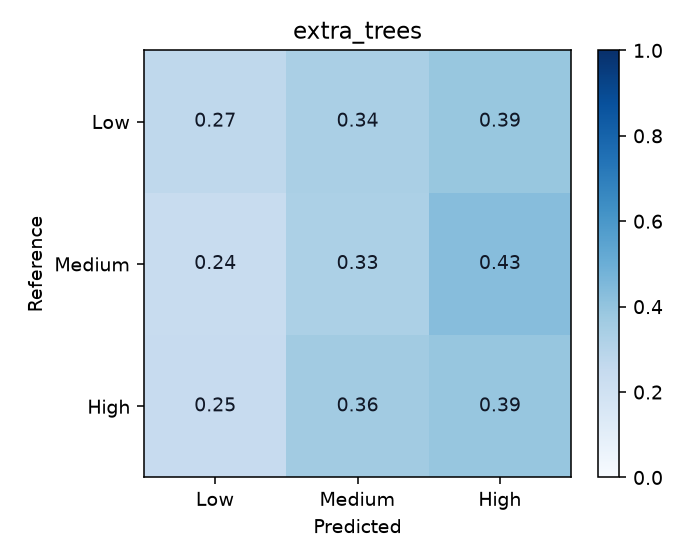 extra_trees
Low 0.27 0.34 0.39
Medium 0.24 0.33 0.43
High 0.25 0.36 0.39
Low Medium High
Predicted
Reference
1.0
0.8
0.6
0.4
0.2
0.0